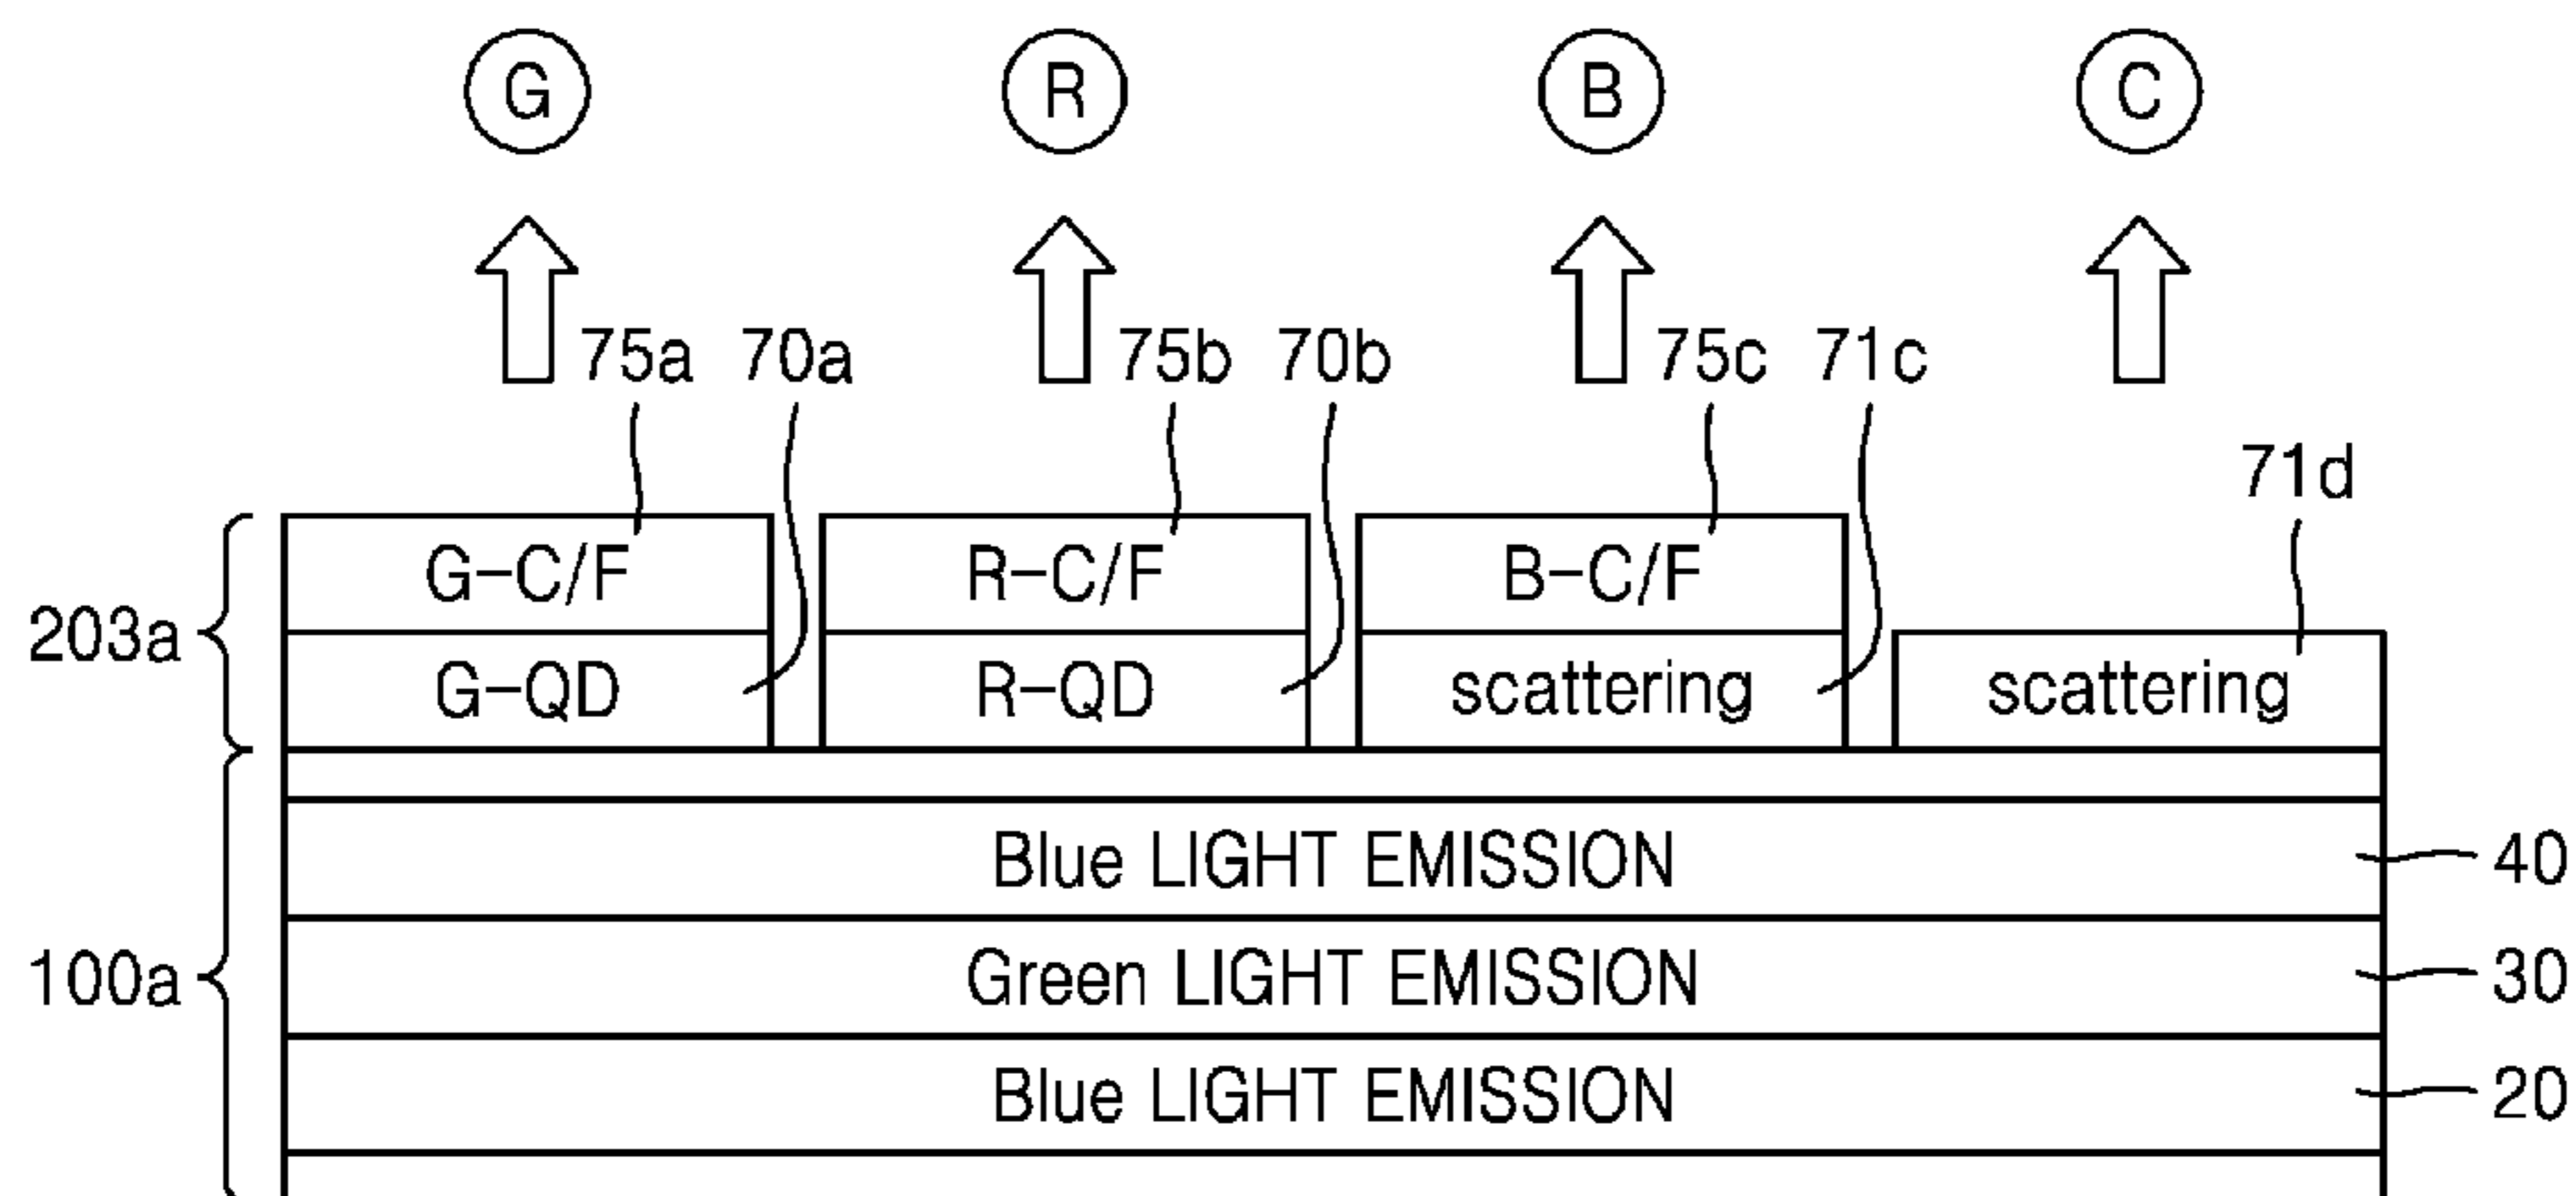 G R B C
75a 70a 75b 70b 75c 71c
71d
G-C/F R-C/F B-C/F
203a
G-QD R-QD scattering scattering
Blue LIGHT EMISSION 40
100a Green LIGHT EMISSION 30
Blue LIGHT EMISSION 20